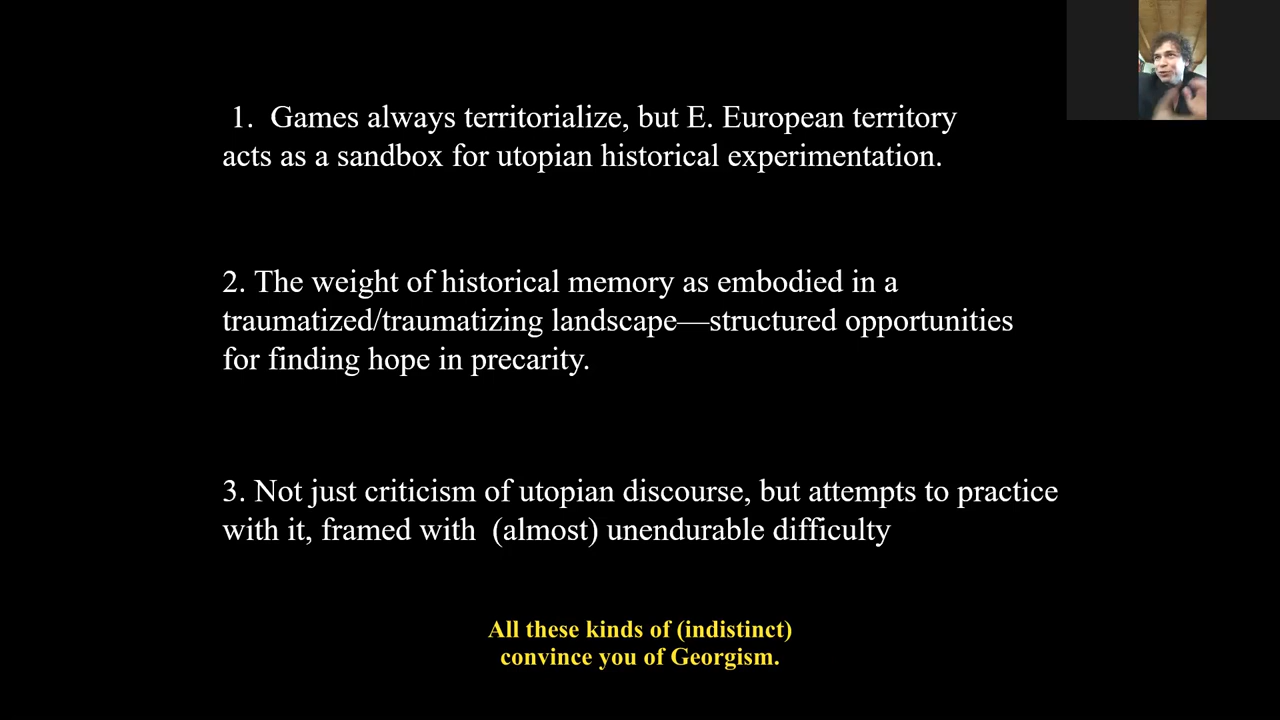 1. Games always territorialize, but E. European territory
acts as a sandbox for utopian historical experimentation.
2. The weight of historical memory as embodied in a
traumatized/traumatizing landscape—structured opportunities
for finding hope in precarity.
3. Not just criticism of utopian discourse, but attempts to practice
with it, framed with (almost) unendurable difficulty
All these kinds of (indistinct)
convince you of Georgism.